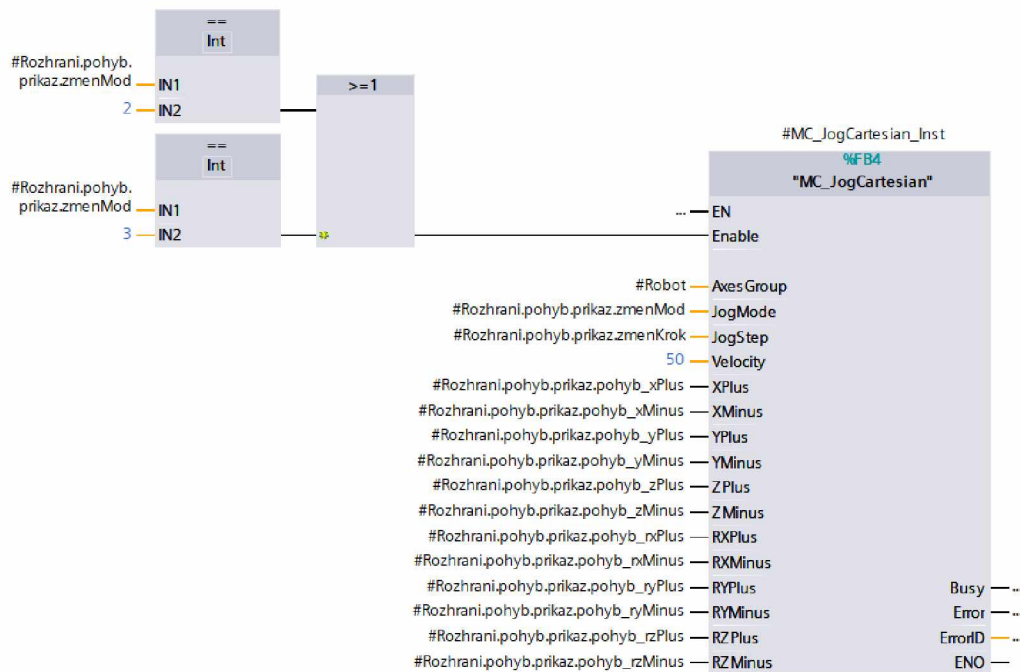 ==
Int
#Rozhrani.pohyb.
prikaz.zmenMod
IN1
2
IN2
>=1
==
Int
#Rozhrani.pohyb.
prikaz.zmenMod
IN1
3
IN2
#MC_JogCartesian_Inst
%FB4
"MC_JogCartesian"
... EN
Enable
#Robot AxesGroup
#Rozhrani.pohyb.prikaz.zmenMod JogMode
#Rozhrani.pohyb.prikaz.zmenKrok JogStep
50 Velocity
#Rozhrani.pohyb.prikaz.pohyb_xPlus XPlus
#Rozhrani.pohyb.prikaz.pohyb_xMinus XMinus
#Rozhrani.pohyb.prikaz.pohyb_yPlus YPlus
#Rozhrani.pohyb.prikaz.pohyb_yMinus YMinus
#Rozhrani.pohyb.prikaz.pohyb_zPlus ZPlus
#Rozhrani.pohyb.prikaz.pohyb_zMinus ZMinus
#Rozhrani.pohyb.prikaz.pohyb_rxPlus RXPlus
#Rozhrani.pohyb.prikaz.pohyb_rxMinus RXMinus
#Rozhrani.pohyb.prikaz.pohyb_ryPlus RYPlus Busy ...
#Rozhrani.pohyb.prikaz.pohyb_ryMinus RYMinus Error ...
#Rozhrani.pohyb.prikaz.pohyb_rzPlus RZPlus ErrorID ...
#Rozhrani.pohyb.prikaz.pohyb_rzMinus RZMinus ENO